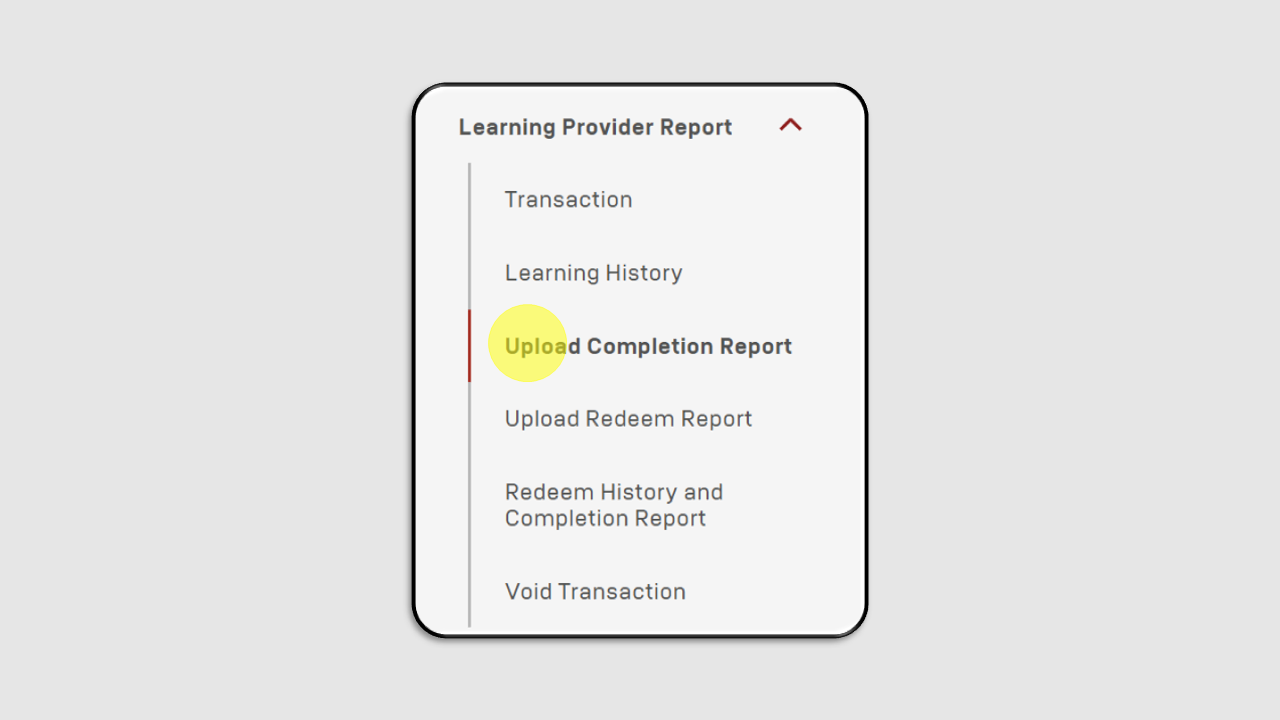 Learning Provider Report
Transaction
Learning History
Upload Completion Report
Upload Redeem Report
Redeem History and
Completion Report
Void Transaction